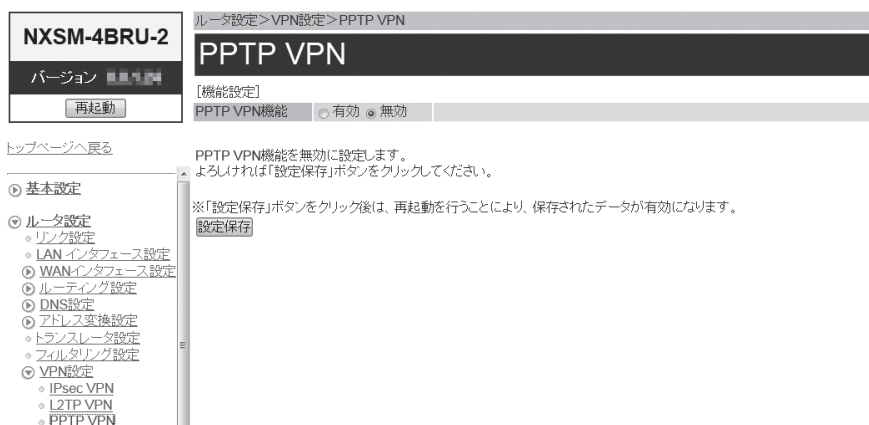 NXSM-4BRU-2
バージョン
再起動
トップページへ戻る
基本設定
ルータ設定
リンク設定
LAN インタフェース設定
WANインタフェース設定
ルーティング設定
DNS設定
アドレス変換設定
トランスレータ設定
フィルタリング設定
VPN設定
IPsec VPN
L2TP VPN
PPTP VPN
ルータ設定>VPN設定>PPTP VPN
PPTP VPN
[機能設定]
PPTP VPN機能 有効 無効
PPTP VPN機能を無効に設定します。
よろしければ「設定保存」ボタンをクリックしてください。
※「設定保存」ボタンをクリック後は、再起動を行うことにより、保存されたデータが有効になります。
設定保存